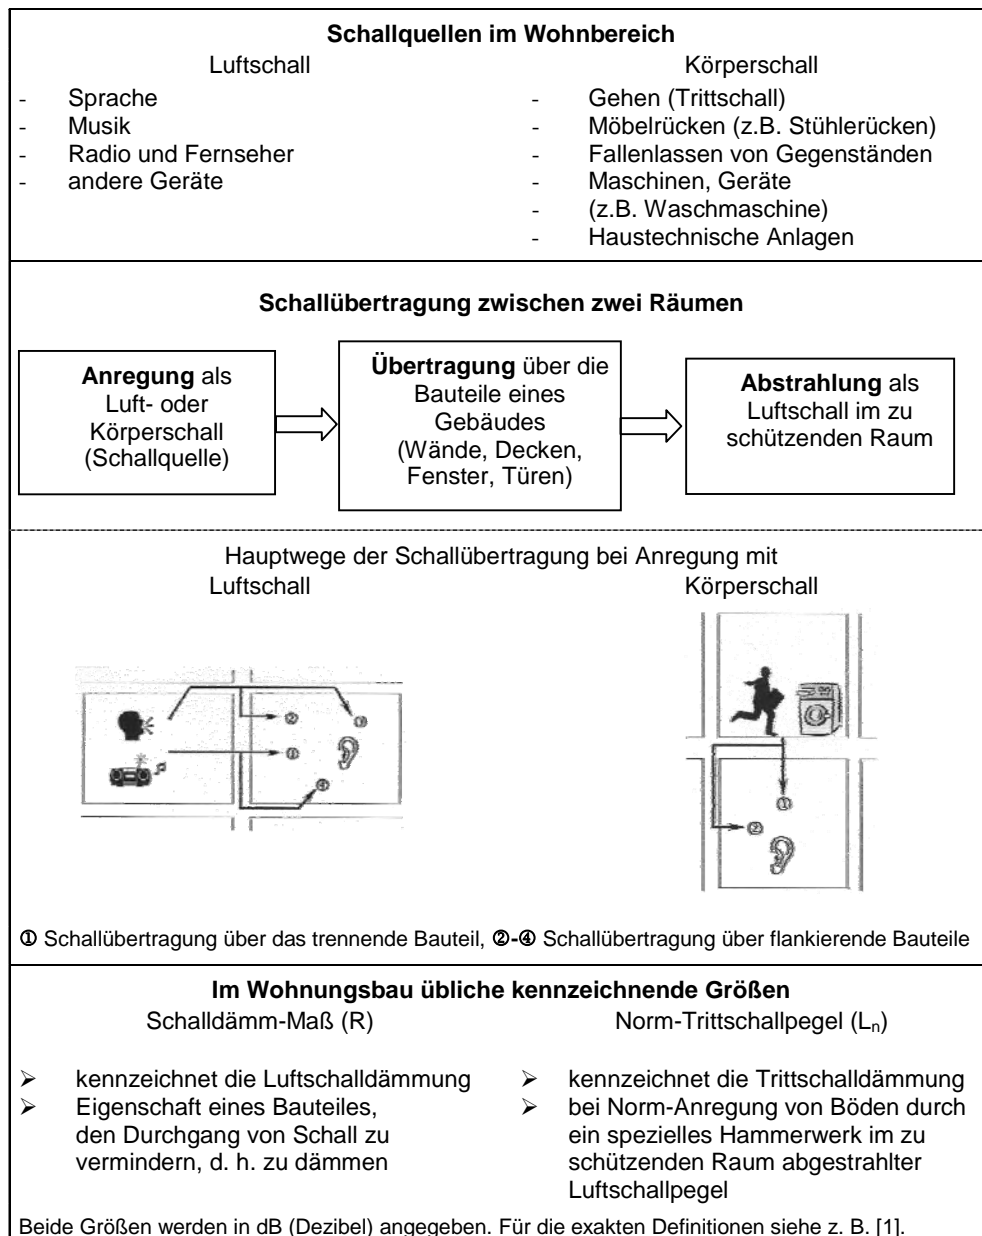 Schallquellen im Wohnbereich
Luftschall
- Sprache
- Musik
- Radio und Fernseher
- andere Geräte
Körperschall
- Gehen (Trittschall)
- Möbelrücken (z.B. Stühlerücken)
- Fallenlassen von Gegenständen
- Maschinen, Geräte
- (z.B. Waschmaschine)
- Haustechnische Anlagen
Schallübertragung zwischen zwei Räumen
Anregung als
Luft- oder
Körperschall
(Schallquelle)
Übertragung über die
Bauteile eines
Gebäudes
(Wände, Decken,
Fenster, Türen)
Abstrahlung als
Luftschall im zu
schützenden Raum
Hauptwege der Schallübertragung bei Anregung mit
Luftschall
Körperschall
②
③
①
④
①
②
① Schallübertragung über das trennende Bauteil, ②-④ Schallübertragung über flankierende Bauteile
Im Wohnungsbau übliche kennzeichnende Größen
Schalldämm-Maß (R)
➢ kennzeichnet die Luftschalldämmung
➢ Eigenschaft eines Bauteiles,
den Durchgang von Schall zu
vermindern, d. h. zu dämmen
Norm-Trittschallpegel (Lₙ)
➢ kennzeichnet die Trittschalldämmung
➢ bei Norm-Anregung von Böden durch
ein spezielles Hammerwerk im zu
schützenden Raum abgestrahlter
Luftschallpegel
Beide Größen werden in dB (Dezibel) angegeben. Für die exakten Definitionen siehe z. B. [1].